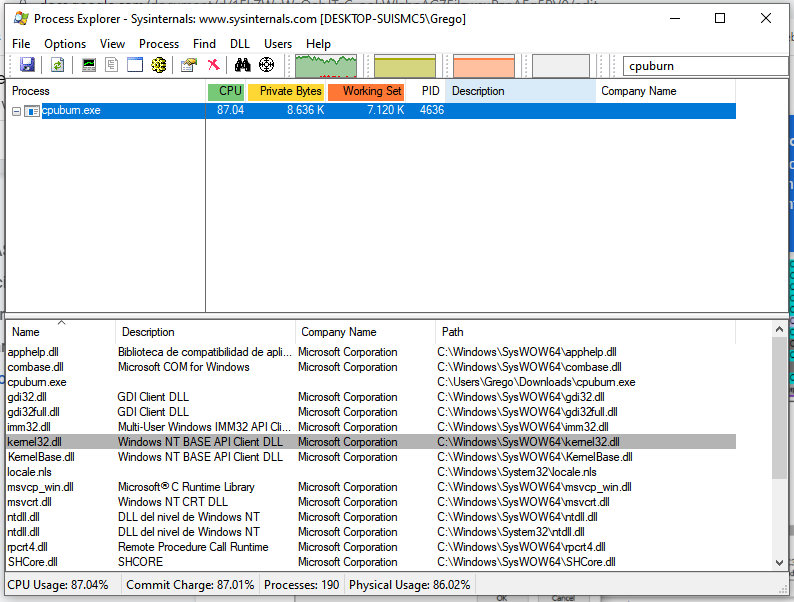 Process Explorer - Sysinternals: www.sysinternals.com [DESKTOP-SUISMC5\Grego]
File Options View Process Find DLL Users Help
cpuburn
Process CPU Private Bytes Working Set PID Description Company Name
cpuburn.exe 87.04 8.636 K 7.120 K 4636
Name Description Company Name Path
apphelp.dll Biblioteca de compatibilidad de apli... Microsoft Corporation C:\Windows\SysWOW64\apphelp.dll
combase.dll Microsoft COM for Windows Microsoft Corporation C:\Windows\SysWOW64\combase.dll
cpuburn.exe C:\Users\Grego\Downloads\cpuburn.exe
gdi32.dll GDI Client DLL Microsoft Corporation C:\Windows\SysWOW64\gdi32.dll
gdi32full.dll GDI Client DLL Microsoft Corporation C:\Windows\SysWOW64\gdi32full.dll
imm32.dll Multi-User Windows IMM32 API Cli... Microsoft Corporation C:\Windows\SysWOW64\imm32.dll
kernel32.dll Windows NT BASE API Client DLL Microsoft Corporation C:\Windows\SysWOW64\kernel32.dll
KernelBase.dll Windows NT BASE API Client DLL Microsoft Corporation C:\Windows\SysWOW64\KernelBase.dll
locale.nls C:\Windows\System32\locale.nls
msvcp_win.dll Microsoft® C Runtime Library Microsoft Corporation C:\Windows\SysWOW64\msvcp_win.dll
msvcrt.dll Windows NT CRT DLL Microsoft Corporation C:\Windows\SysWOW64\msvcrt.dll
ntdll.dll DLL del nivel de Windows NT Microsoft Corporation C:\Windows\SysWOW64\ntdll.dll
ntdll.dll DLL del nivel de Windows NT Microsoft Corporation C:\Windows\System32\ntdll.dll
rpcrt4.dll Remote Procedure Call Runtime Microsoft Corporation C:\Windows\SysWOW64\rpcrt4.dll
SHCore.dll SHCORE Microsoft Corporation C:\Windows\SysWOW64\SHCore.dll
CPU Usage: 87.04% Commit Charge: 87.01% Processes: 190 Physical Usage: 86.02%
OK Cancel